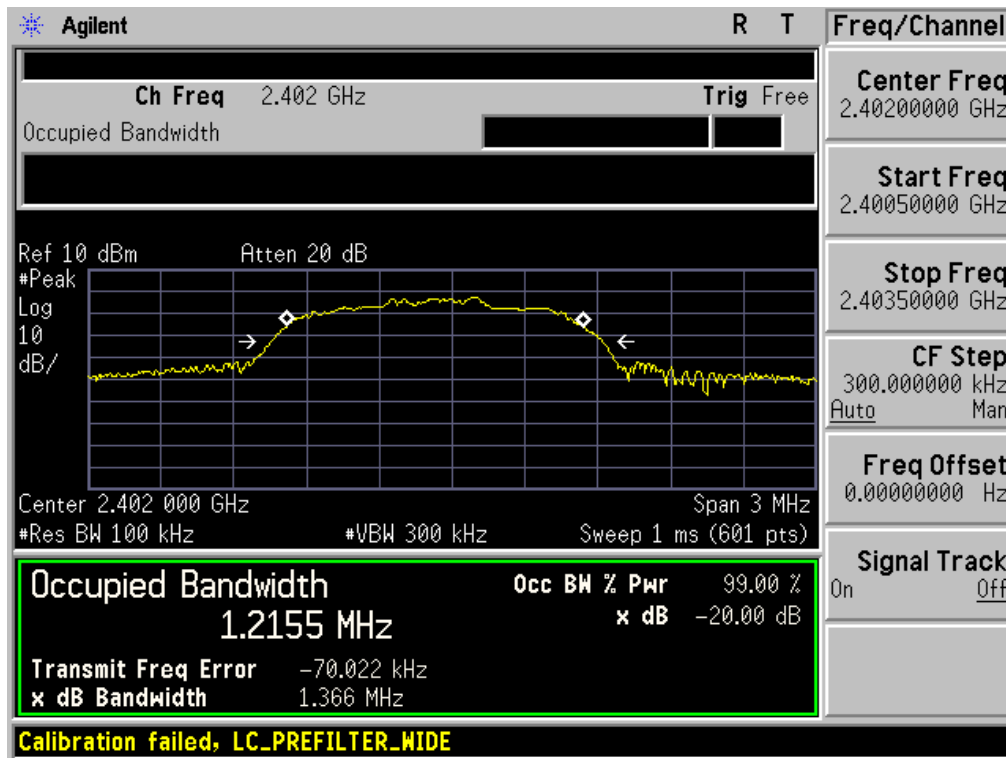 Agilent R T
Ch Freq 2.402 GHz Trig Free
Occupied Bandwidth
Ref 10 dBm Atten 20 dB
#Peak
Log
10
dB/
Center 2.402 000 GHz Span 3 MHz
#Res BW 100 kHz #VBW 300 kHz Sweep 1 ms (601 pts)
Occupied Bandwidth Occ BW % Pwr 99.00 %
1.2155 MHz x dB -20.00 dB
Transmit Freq Error -70.022 kHz
x dB Bandwidth 1.366 MHz
Calibration failed, LC_PREFILTER_WIDE
Freq/Channel
Center Freq
2.40200000 GHz
Start Freq
2.40050000 GHz
Stop Freq
2.40350000 GHz
CF Step
300.000000 kHz
Auto Man
Freq Offset
0.00000000 Hz
Signal Track
On Off